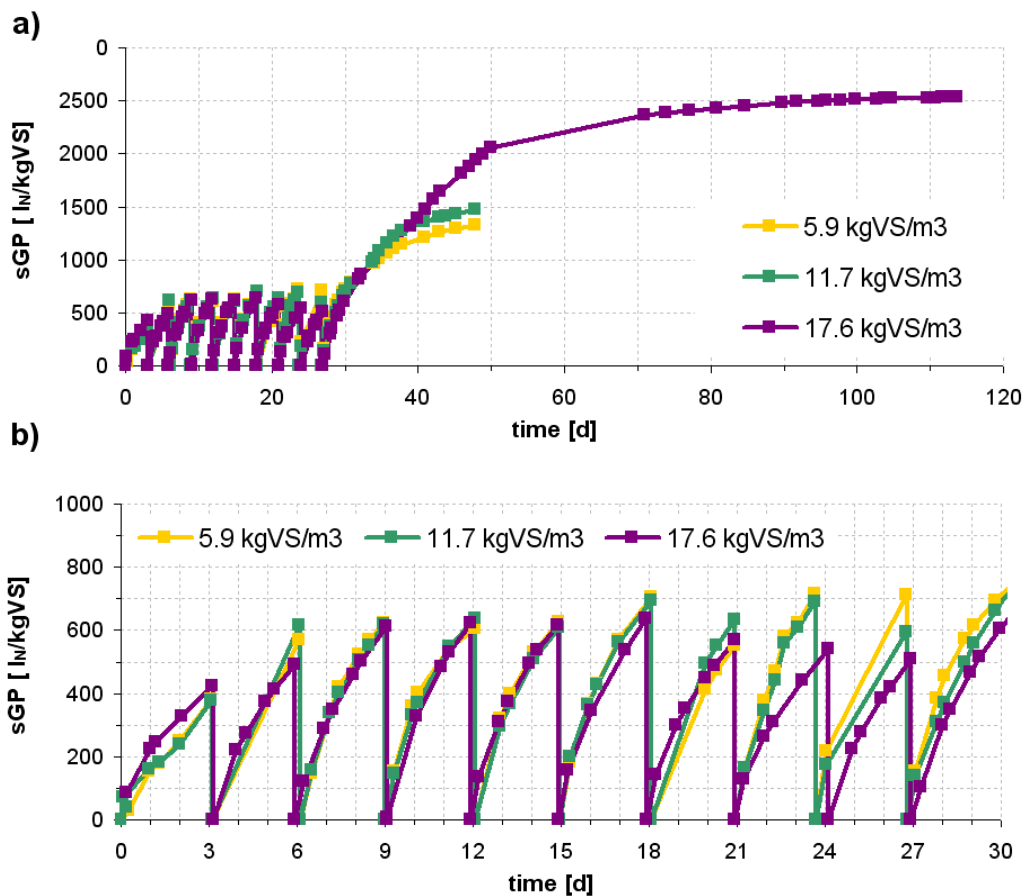 a)
sGP [ lN/kgVS]
0
2500
2000
1500
1000
500
0
5.9 kgVS/m3
11.7 kgVS/m3
17.6 kgVS/m3
0 20 40 60 80 100 120
time [d]
b)
sGP [ lN/kgVS]
1000
800
600
400
200
0
5.9 kgVS/m3 11.7 kgVS/m3 17.6 kgVS/m3
0 3 6 9 12 15 18 21 24 27 30
time [d]